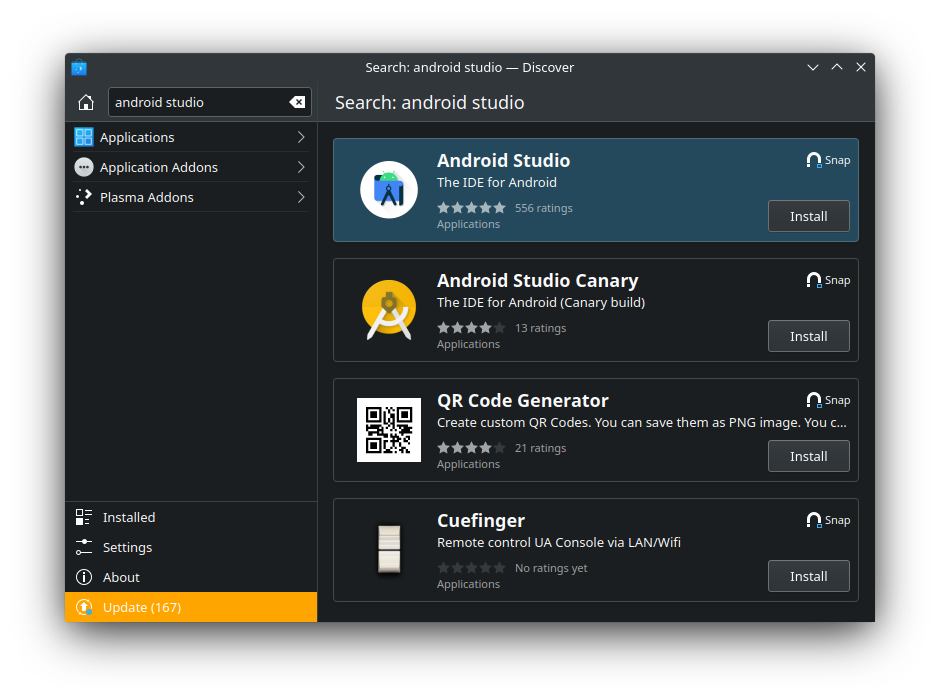 Search: android studio — Discover
android studio
Search: android studio
Applications
Application Addons
Plasma Addons
Android Studio
Snap
The IDE for Android
556 ratings
Applications
Install
Android Studio Canary
Snap
The IDE for Android (Canary build)
13 ratings
Applications
Install
QR Code Generator
Snap
Create custom QR Codes. You can save them as PNG image. You c...
21 ratings
Applications
Install
Cuefinger
Snap
Remote control UA Console via LAN/Wifi
No ratings yet
Applications
Install
Installed
Settings
About
Update (167)